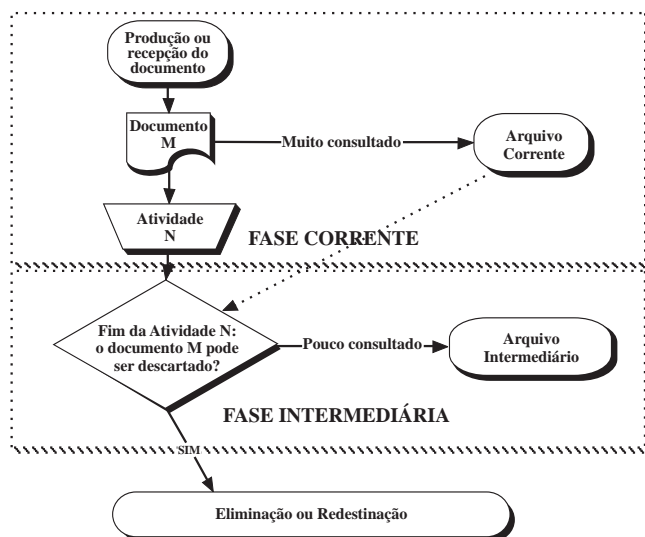 Produção ou
recepção do
documento
Documento
M
Muito consultado
Arquivo
Corrente
Atividade
N
FASE CORRENTE
Fim da Atividade N:
o documento M pode
ser descartado?
Pouco consultado
Arquivo
Intermediário
FASE INTERMEDIÁRIA
SIM
Eliminação ou Redestinação